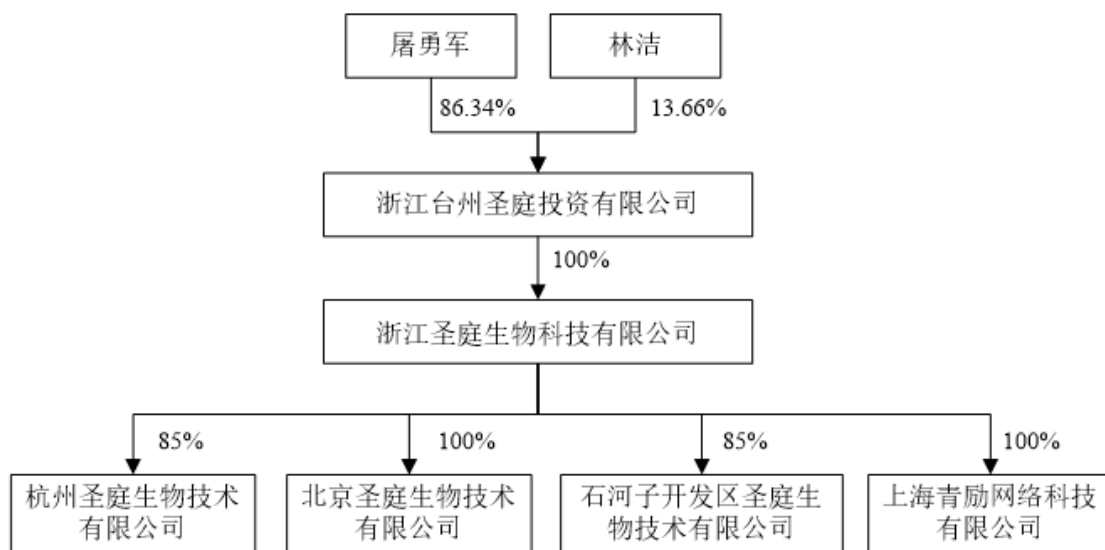 屠勇军
林洁
86.34%
13.66%
浙江台州圣庭投资有限公司
100%
浙江圣庭生物科技有限公司
85%
100%
85%
100%
杭州圣庭生物技术
有限公司
北京圣庭生物技术
有限公司
石河子开发区圣庭生
物技术有限公司
上海青励网络科技
有限公司